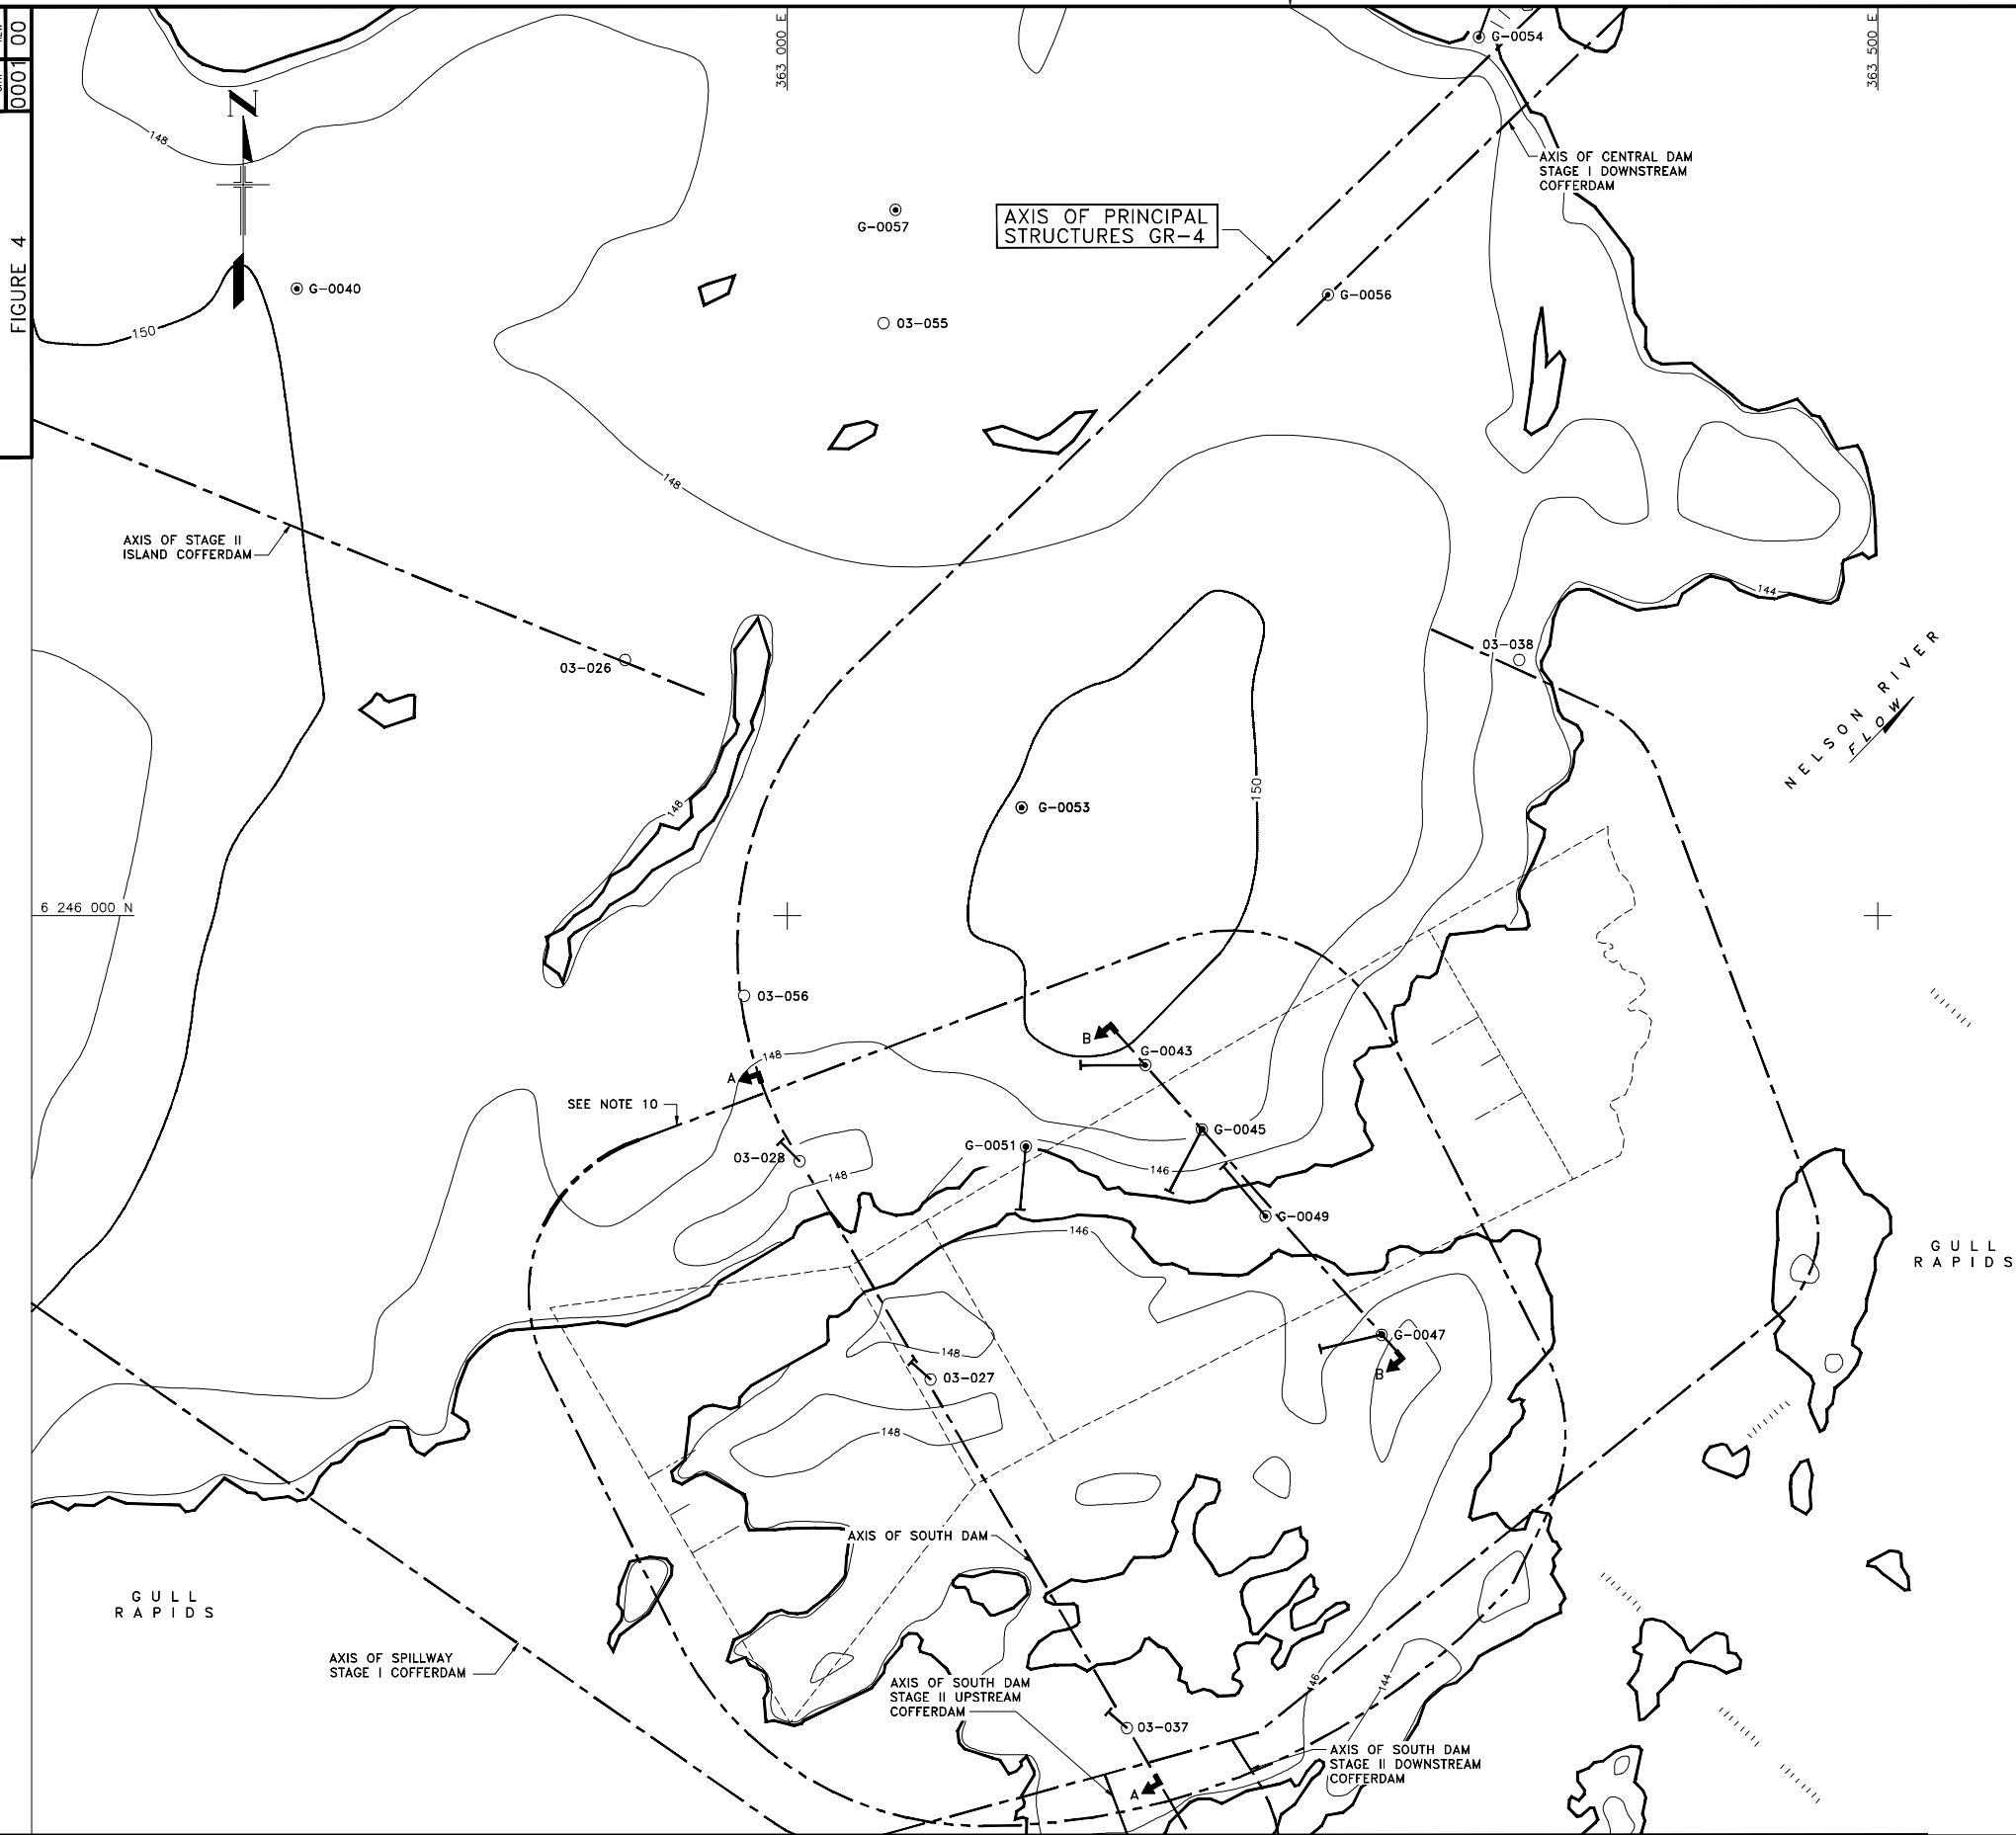 00
0001
FIGURE 4
N
363 000 E
363 500 E
G-0054
148
AXIS OF CENTRAL DAM
STAGE I DOWNSTREAM
COFFERDAM
G-0057
AXIS OF PRINCIPAL
STRUCTURES GR-4
G-0040
G-0056
150
03-055
148
AXIS OF STAGE II
ISLAND COFFERDAM
144
03-026
03-038
NELSON RIVER
FLOW
148
G-0053
150
6 246 000 N
03-056
B
G-0043
148
A
SEE NOTE 10
G-0045
G-0051
03-028
146
148
G-0049
146
GULL
RAPIDS
G-0047
148
B
03-027
148
AXIS OF SOUTH DAM
GULL
RAPIDS
AXIS OF SPILLWAY
STAGE I COFFERDAM
AXIS OF SOUTH DAM
STAGE II UPSTREAM
COFFERDAM
146
144
03-037
AXIS OF SOUTH DAM
STAGE II DOWNSTREAM
COFFERDAM
A